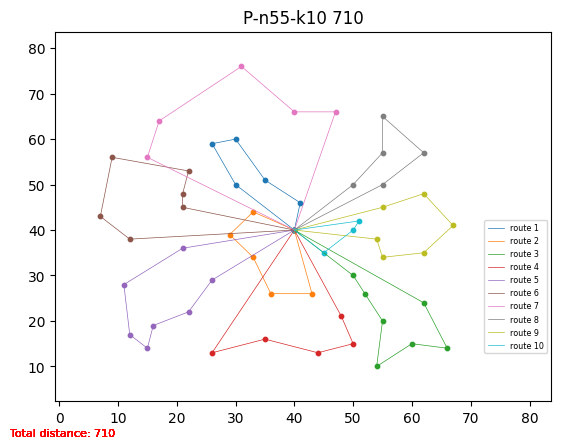 P-n55-k10 710
80
70
60
50
40
30
20
10
0 10 20 30 40 50 60 70 80
route 1
route 2
route 3
route 4
route 5
route 6
route 7
route 8
route 9
route 10
Total distance: 710